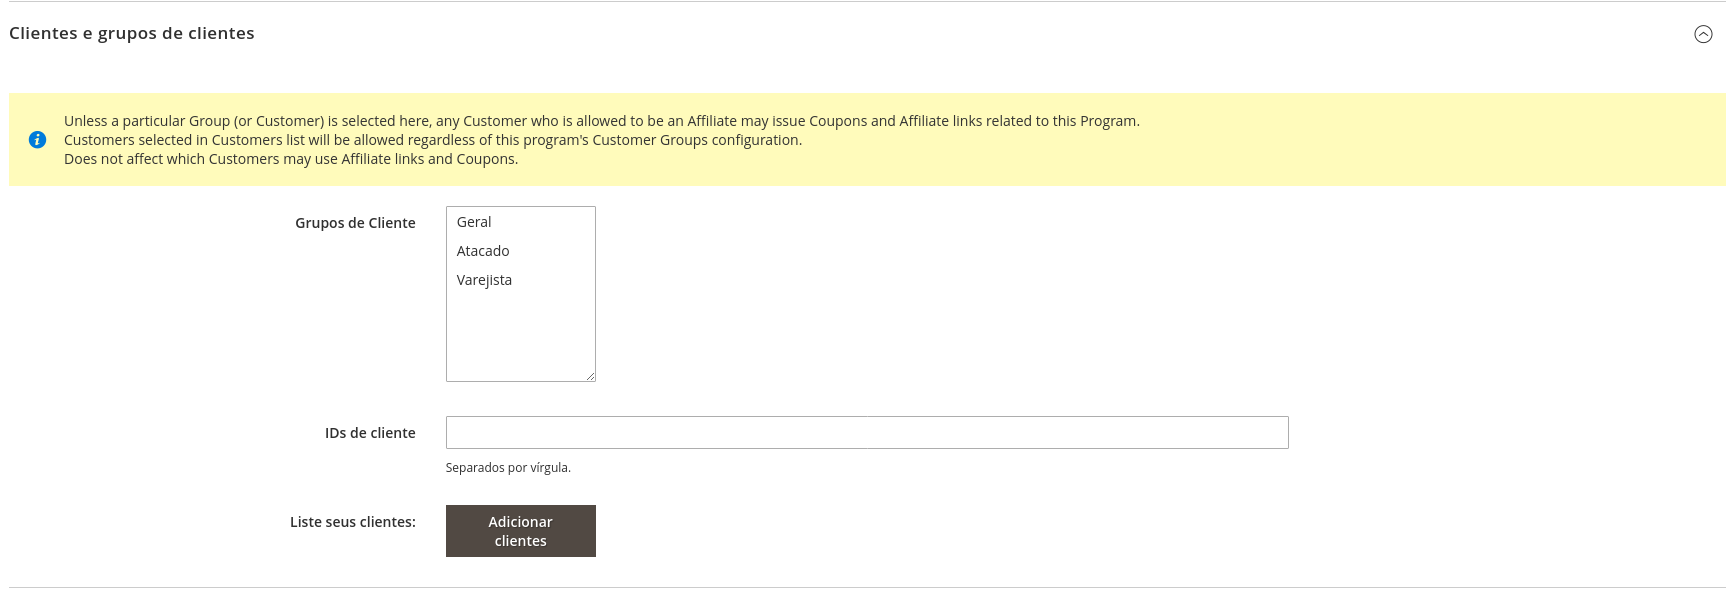 Clientes e grupos de clientes
Unless a particular Group (or Customer) is selected here, any Customer who is allowed to be an Affiliate may issue Coupons and Affiliate links related to this Program.
Customers selected in Customers list will be allowed regardless of this program's Customer Groups configuration.
Does not affect which Customers may use Affiliate links and Coupons.
Grupos de Cliente
Geral
Atacado
Varejista
IDs de cliente
Separados por vírgula.
Liste seus clientes:
Adicionar
clientes